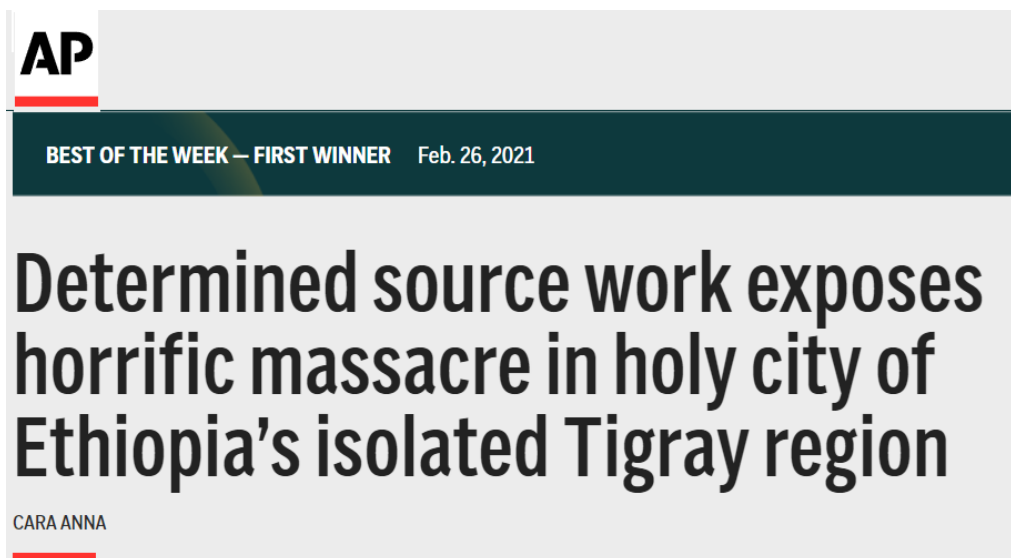 AP
BEST OF THE WEEK — FIRST WINNER Feb. 26, 2021
Determined source work exposes
horrific massacre in holy city of
Ethiopia’s isolated Tigray region
CARA ANNA